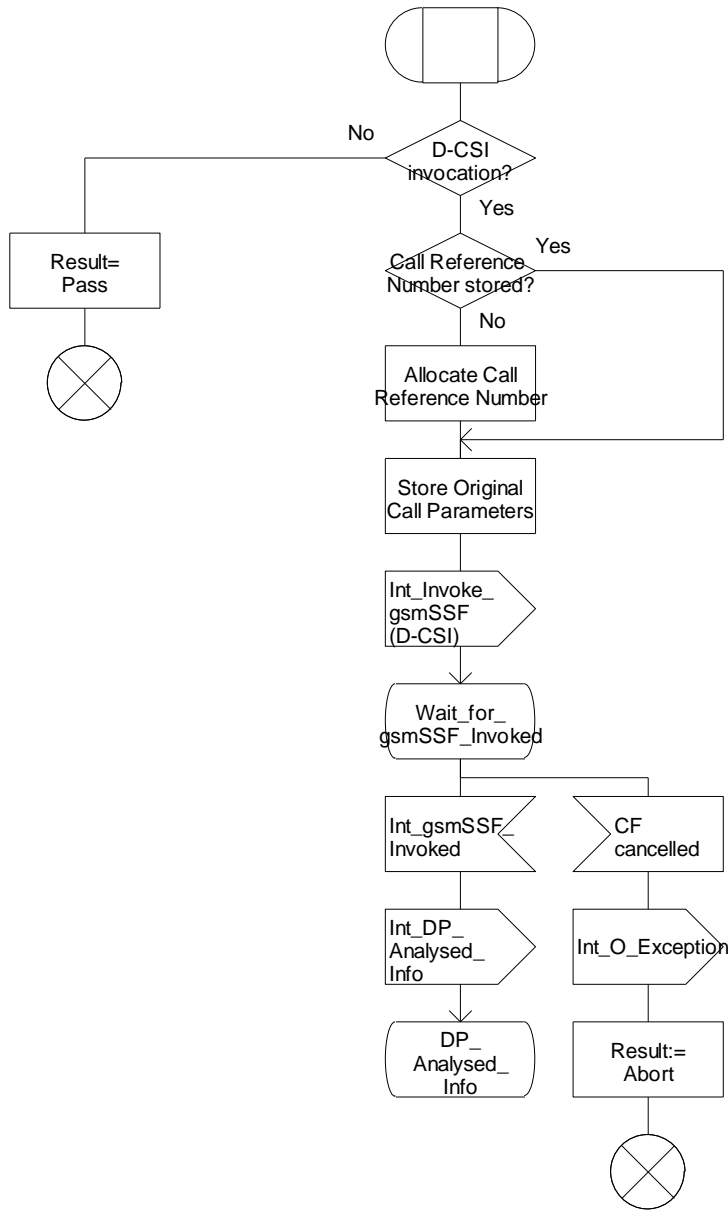 No
D-CSI
invocation?
Yes
Result=
Pass
Call Reference
Number stored?
Yes
No
Allocate Call
Reference Number
Store Original
Call Parameters
Int_Invoke_
gsmSSF
(D-CSI)
Wait_for_
gsmSSF_Invoked
Int_gsmSSF_
Invoked
CF
cancelled
Int_DP_
Analysed_
Info
Int_O_Exception
DP_
Analysed_
Info
Result:=
Abort